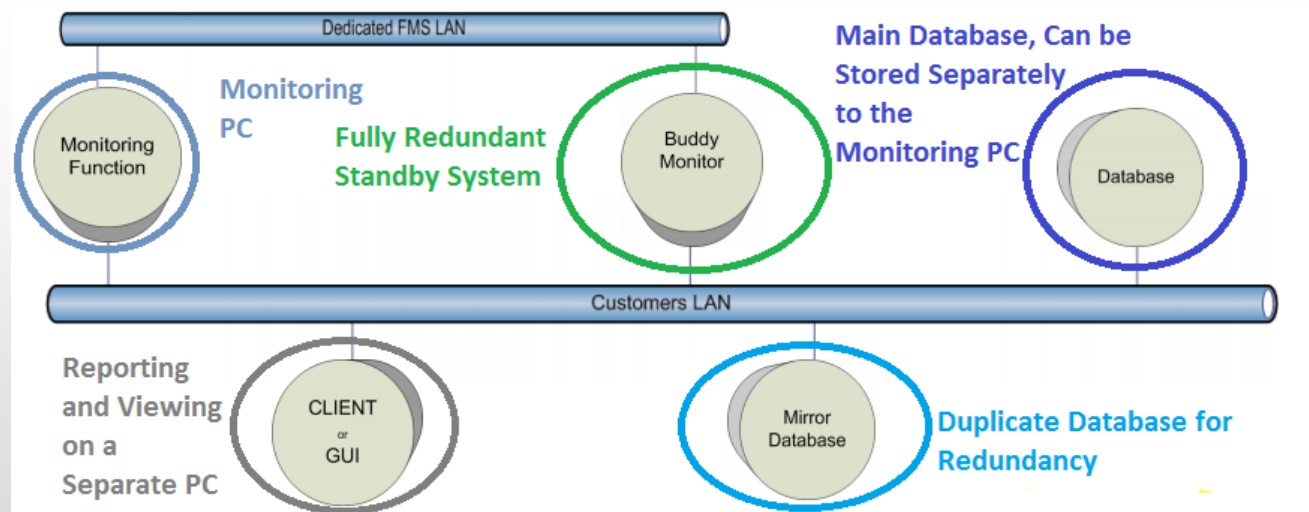 Dedicated FMS LAN
Monitoring
Function
Monitoring
PC
Fully Redundant
Standby System
Buddy
Monitor
Main Database, Can be
Stored Separately
to the
Monitoring PC
Database
Customers LAN
Reporting
and Viewing
on a
Separate PC
CLIENT
or
GUI
Mirror
Database
Duplicate Database for
Redundancy